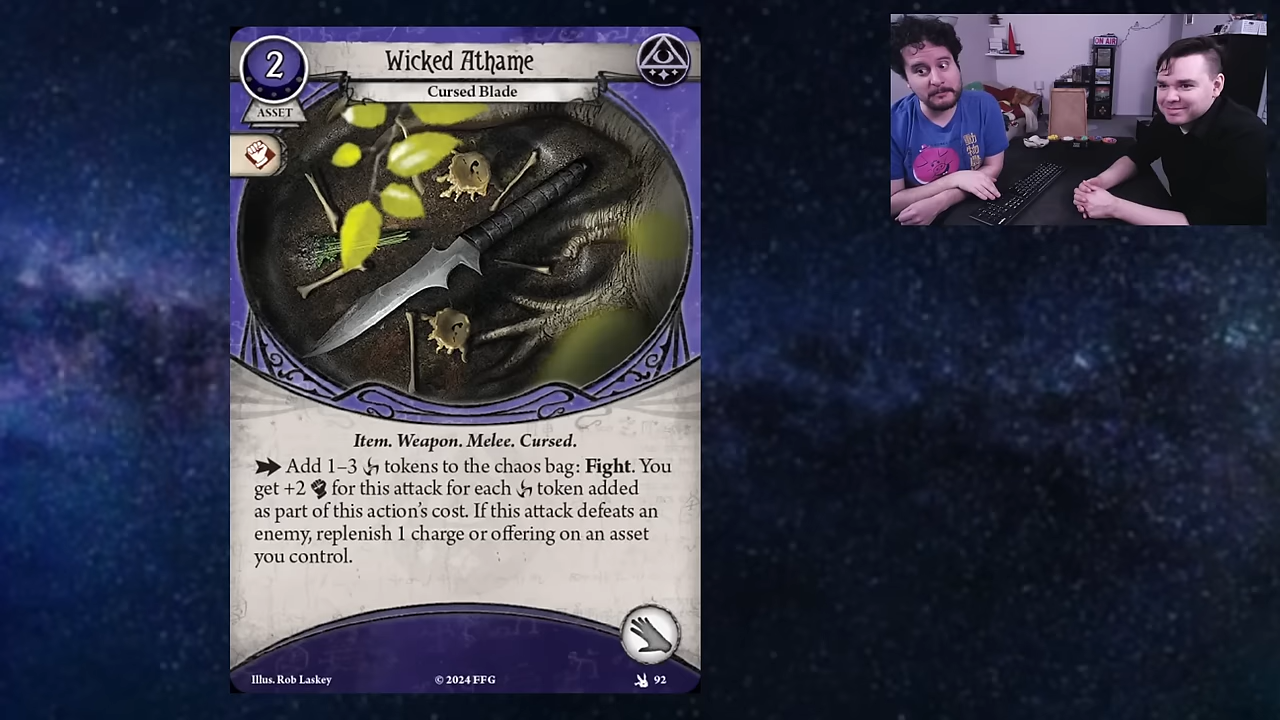 2
Wicked Athame
Cursed Blade
ASSET
Item. Weapon. Melee. Cursed.
Add 1–3 tokens to the chaos bag: Fight. You
get +2 for this attack for each token added
as part of this action's cost. If this attack defeats an
enemy, replenish 1 charge or offering on an asset
you control.
Illus. Rob Laskey
© 2024 FFG
92
ON AIR